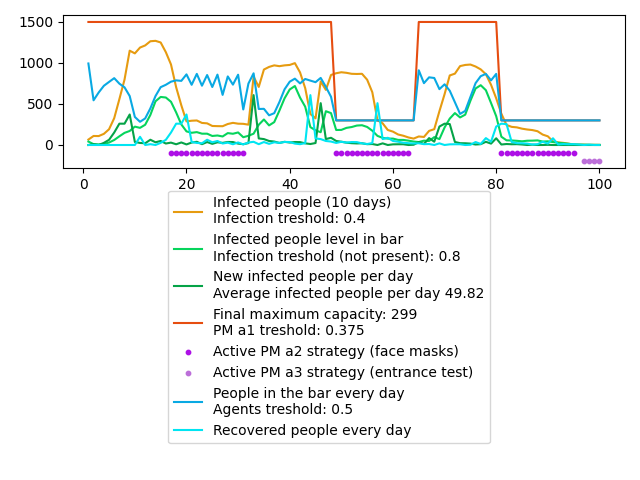 1500
1000
500
0
0 20 40 60 80 100
Infected people (10 days)
Infection treshold: 0.4
Infected people level in bar
Infection treshold (not present): 0.8
New infected people per day
Average infected people per day 49.82
Final maximum capacity: 299
PM a1 treshold: 0.375
Active PM a2 strategy (face masks)
Active PM a3 strategy (entrance test)
People in the bar every day
Agents treshold: 0.5
Recovered people every day